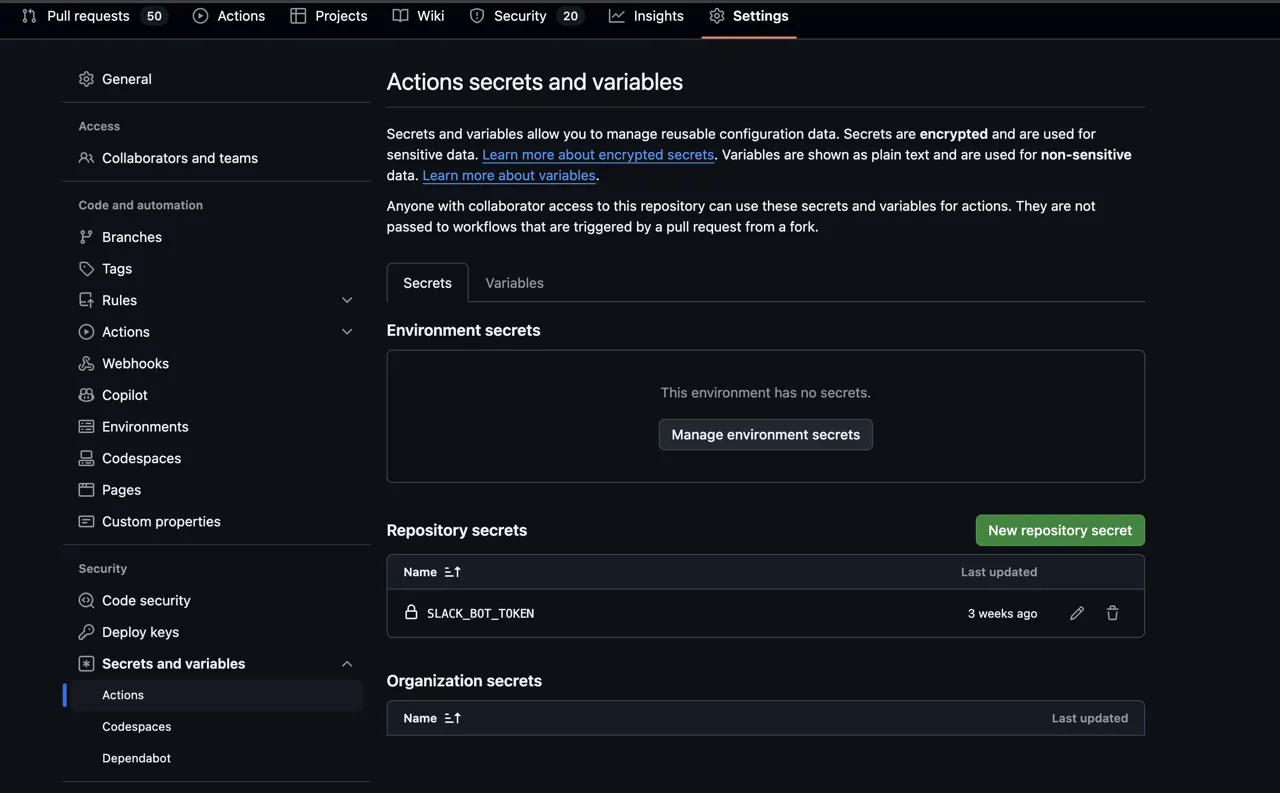 Pull requests 50 Actions Projects Wiki Security 20 Insights Settings
General
Access
Collaborators and teams
Code and automation
Branches
Tags
Rules
Actions
Webhooks
Copilot
Environments
Codespaces
Pages
Custom properties
Security
Code security
Deploy keys
Secrets and variables
Actions
Codespaces
Dependabot
Actions secrets and variables
Secrets and variables allow you to manage reusable configuration data. Secrets are encrypted and are used for
sensitive data. Learn more about encrypted secrets. Variables are shown as plain text and are used for non-sensitive
data. Learn more about variables.
Anyone with collaborator access to this repository can use these secrets and variables for actions. They are not
passed to workflows that are triggered by a pull request from a fork.
Secrets Variables
Environment secrets
This environment has no secrets.
Manage environment secrets
Repository secrets New repository secret
Name Last updated
SLACK_BOT_TOKEN 3 weeks ago
Organization secrets
Name Last updated